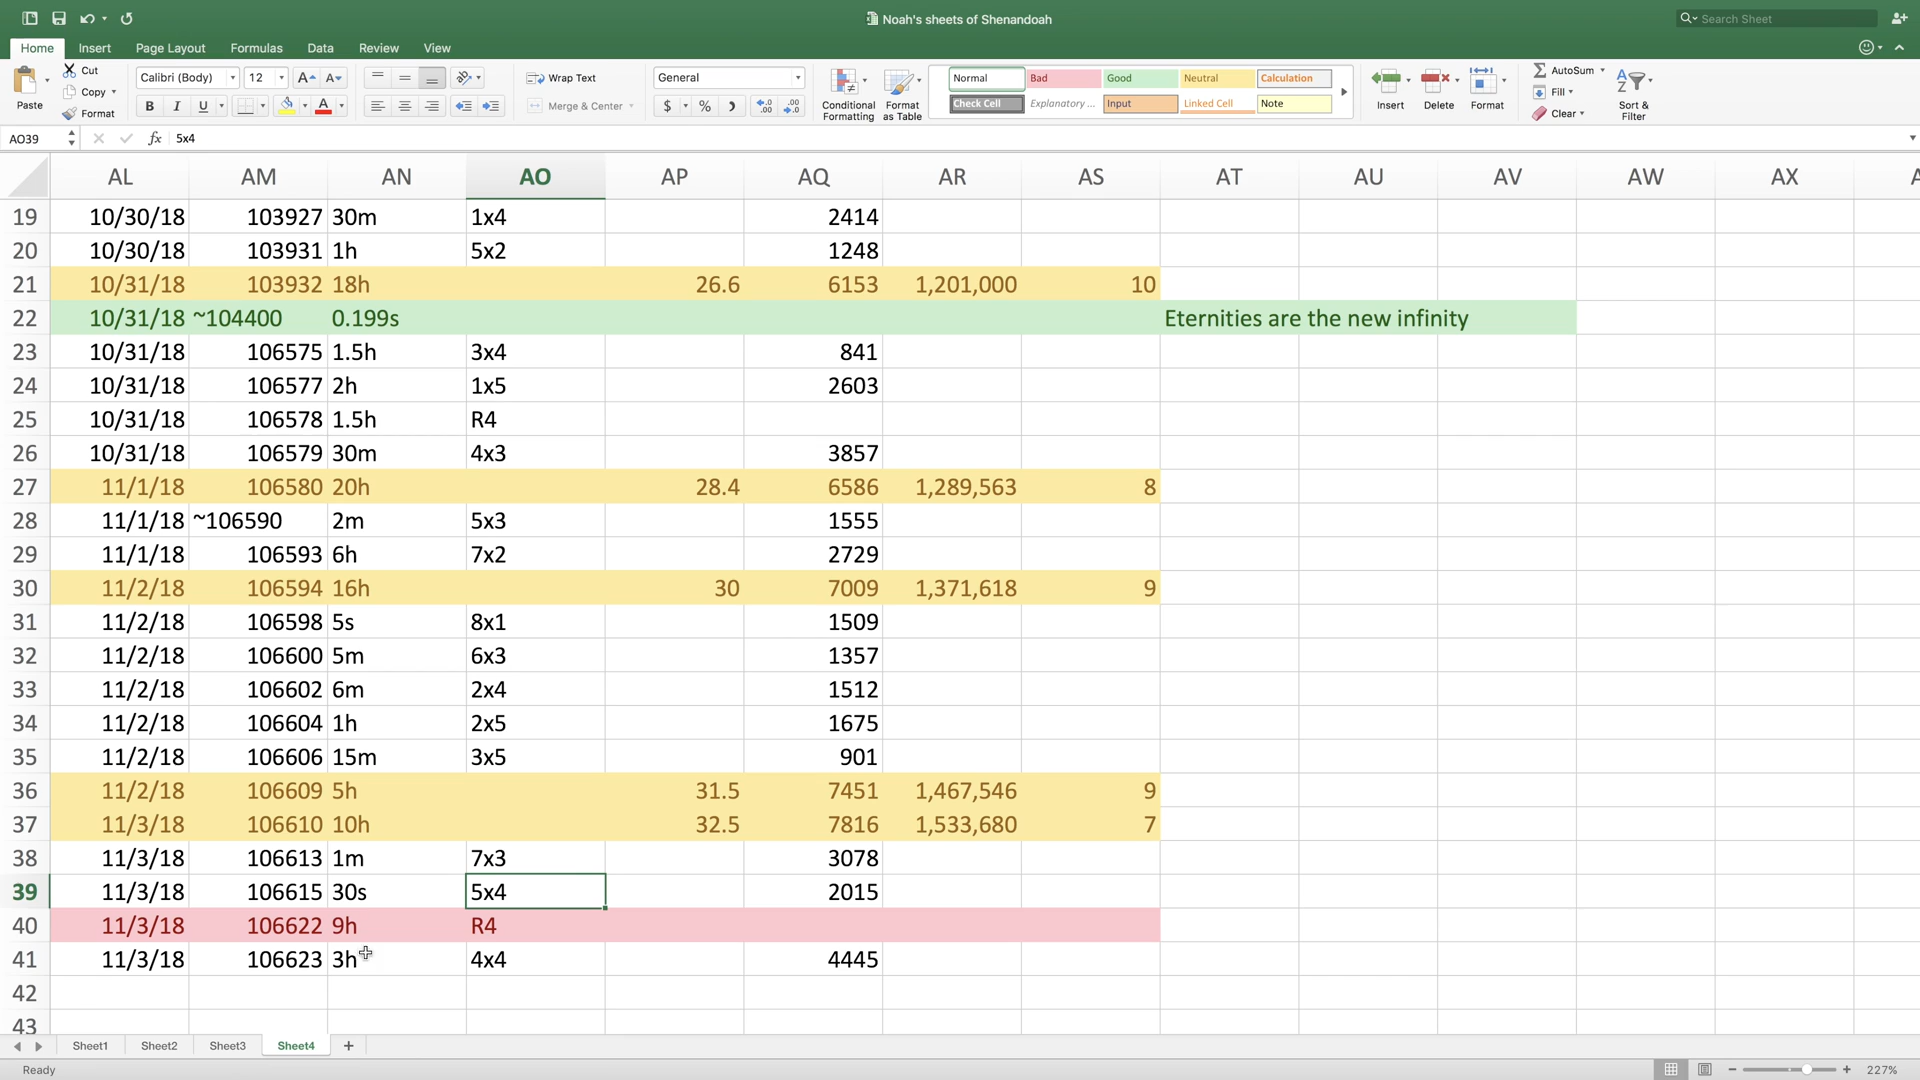 Noah's sheets of Shenandoah
Search Sheet
Home Insert Page Layout Formulas Data Review View
Paste Cut Copy Format
Calibri (Body) 12 A A
B I U A
Wrap Text
Merge & Center
General
$ % )
Conditional Formatting
Format as Table
Normal Bad Good Neutral Calculation
Check Cell Explanatory ... Input Linked Cell Note
Insert Delete Format
AutoSum
Fill
Clear
Sort & Filter
AO39 fx 5x4
AL AM AN AO AP AQ AR AS AT AU AV AW AX
19 10/30/18 103927 30m 1x4 2414
20 10/30/18 103931 1h 5x2 1248
21 10/31/18 103932 18h 26.6 6153 1,201,000 10
22 10/31/18 ~104400 0.199s Eternities are the new infinity
23 10/31/18 106575 1.5h 3x4 841
24 10/31/18 106577 2h 1x5 2603
25 10/31/18 106578 1.5h R4
26 10/31/18 106579 30m 4x3 3857
27 11/1/18 106580 20h 28.4 6586 1,289,563 8
28 11/1/18 ~106590 2m 5x3 1555
29 11/1/18 106593 6h 7x2 2729
30 11/2/18 106594 16h 30 7009 1,371,618 9
31 11/2/18 106598 5s 8x1 1509
32 11/2/18 106600 5m 6x3 1357
33 11/2/18 106602 6m 2x4 1512
34 11/2/18 106604 1h 2x5 1675
35 11/2/18 106606 15m 3x5 901
36 11/2/18 106609 5h 31.5 7451 1,467,546 9
37 11/3/18 106610 10h 32.5 7816 1,533,680 7
38 11/3/18 106613 1m 7x3 3078
39 11/3/18 106615 30s 5x4 2015
40 11/3/18 106622 9h R4
41 11/3/18 106623 3h 4x4 4445
42
43
Sheet1 Sheet2 Sheet3 Sheet4 +
Ready
227%